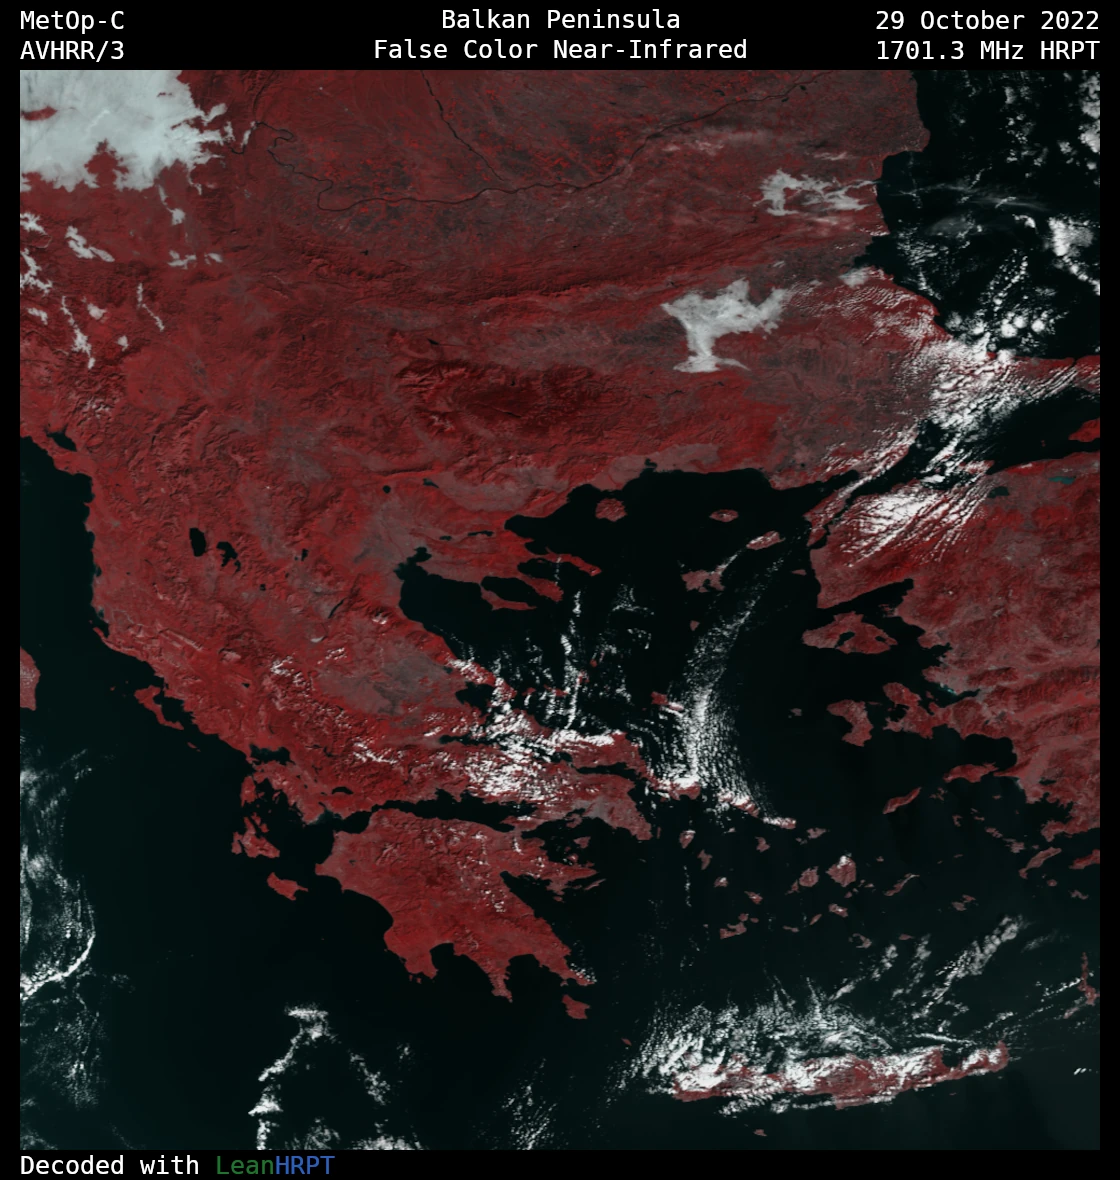 MetOp-C
AVHRR/3
Balkan Peninsula
False Color Near-Infrared
29 October 2022
1701.3 MHz HRPT
Decoded with LeanHRPT